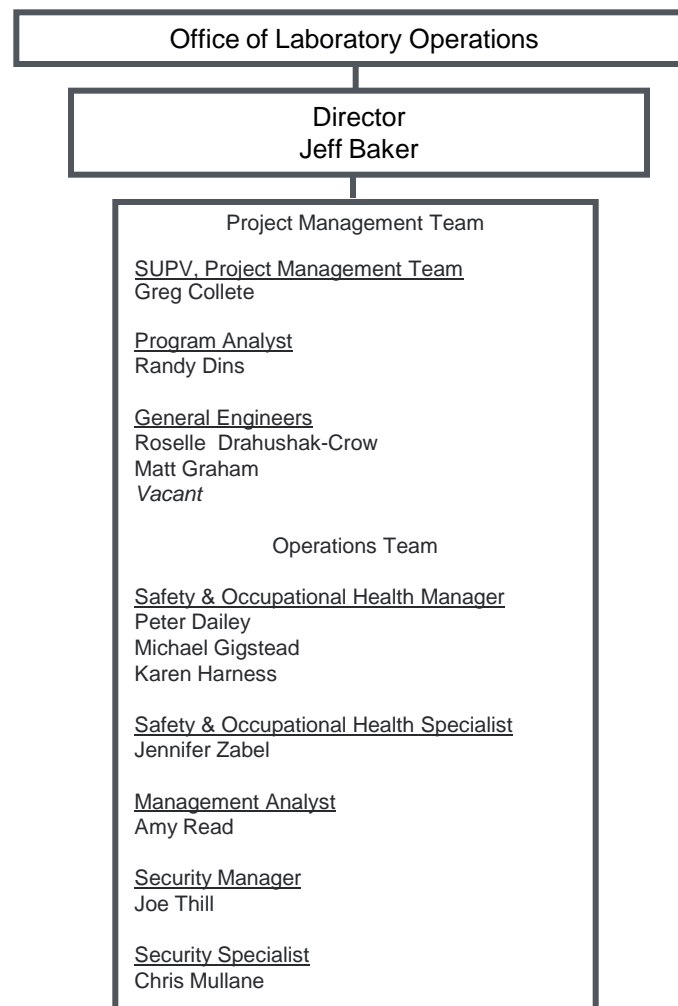 Office of Laboratory Operations
Director
Jeff Baker
Project Management Team
SUPV, Project Management Team
Greg Collete
Program Analyst
Randy Dins
General Engineers
Roselle Drahushak-Crow
Matt Graham
Vacant
Operations Team
Safety & Occupational Health Manager
Peter Dailey
Michael Gigstead
Karen Harness
Safety & Occupational Health Specialist
Jennifer Zabel
Management Analyst
Amy Read
Security Manager
Joe Thill
Security Specialist
Chris Mullane